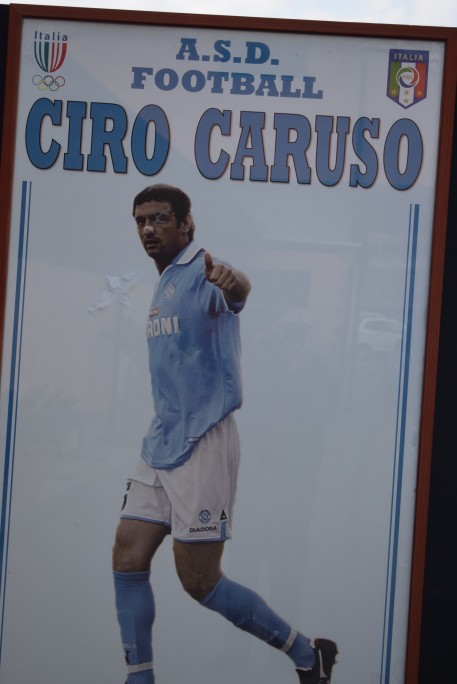 Italia
ITALIA
A.S.D.
FOOTBALL
CIRO CARUSO
RONI
DIADORA